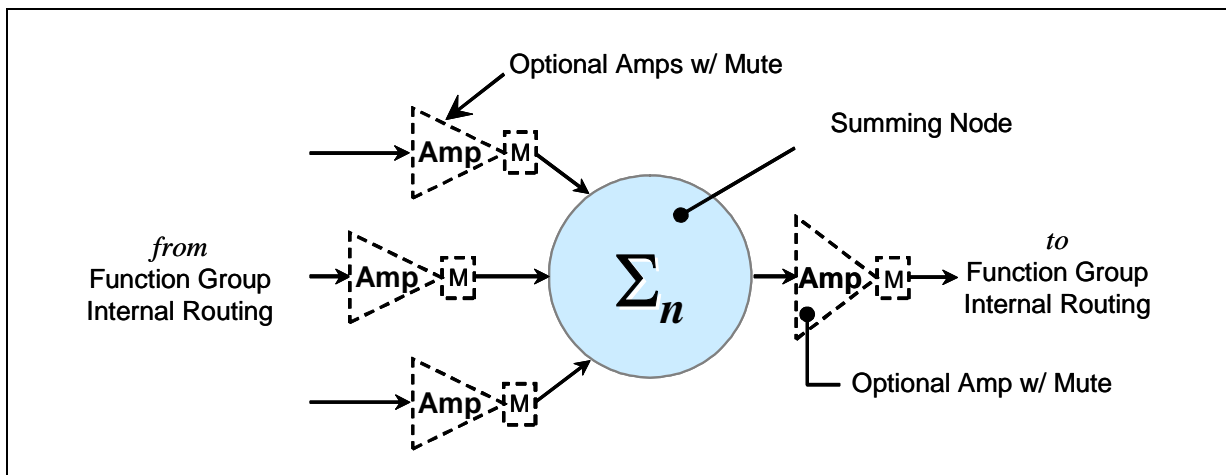 Optional Amps w/ Mute
Summing Node
Amp M
from
Function Group
Internal Routing
Amp M
Σn
Amp M
to
Function Group
Internal Routing
Amp M
Optional Amp w/ Mute